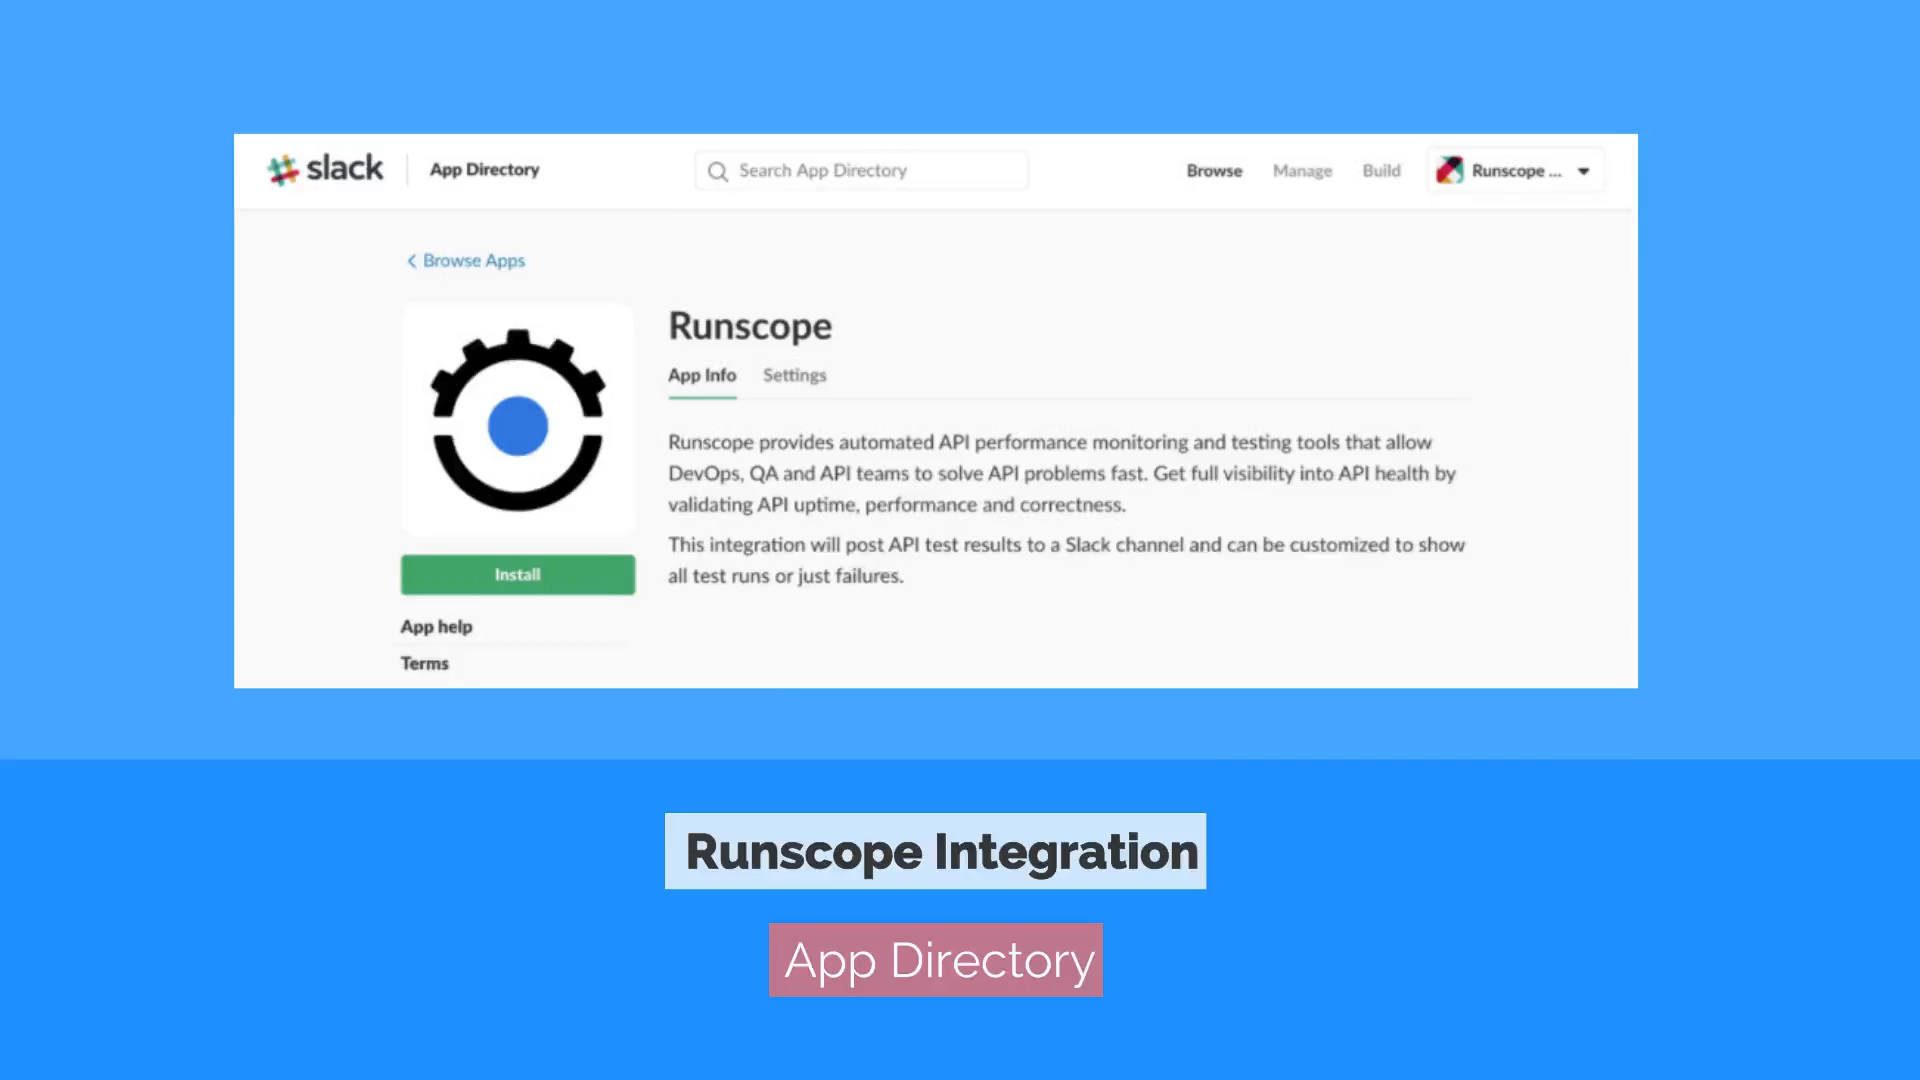 slack
App Directory
Search App Directory
Browse
Manage
Build
Runscope ...
Browse Apps
Runscope
App Info
Settings
Runscope provides automated API performance monitoring and testing tools that allow
DevOps, QA and API teams to solve API problems fast. Get full visibility into API health by
validating API uptime, performance and correctness.
This integration will post API test results to a Slack channel and can be customized to show
all test runs or just failures.
Install
App help
Terms
Runscope Integration
App Directory